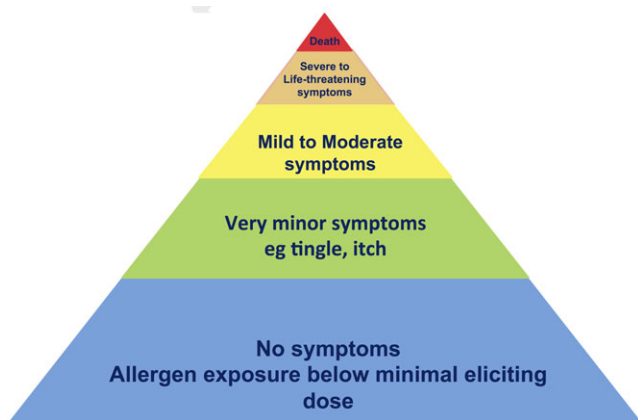 Death
Severe to
Life-threatening
symptoms
Mild to Moderate
symptoms
Very minor symptoms
eg tingle, itch
No symptoms
Allergen exposure below minimal eliciting
dose